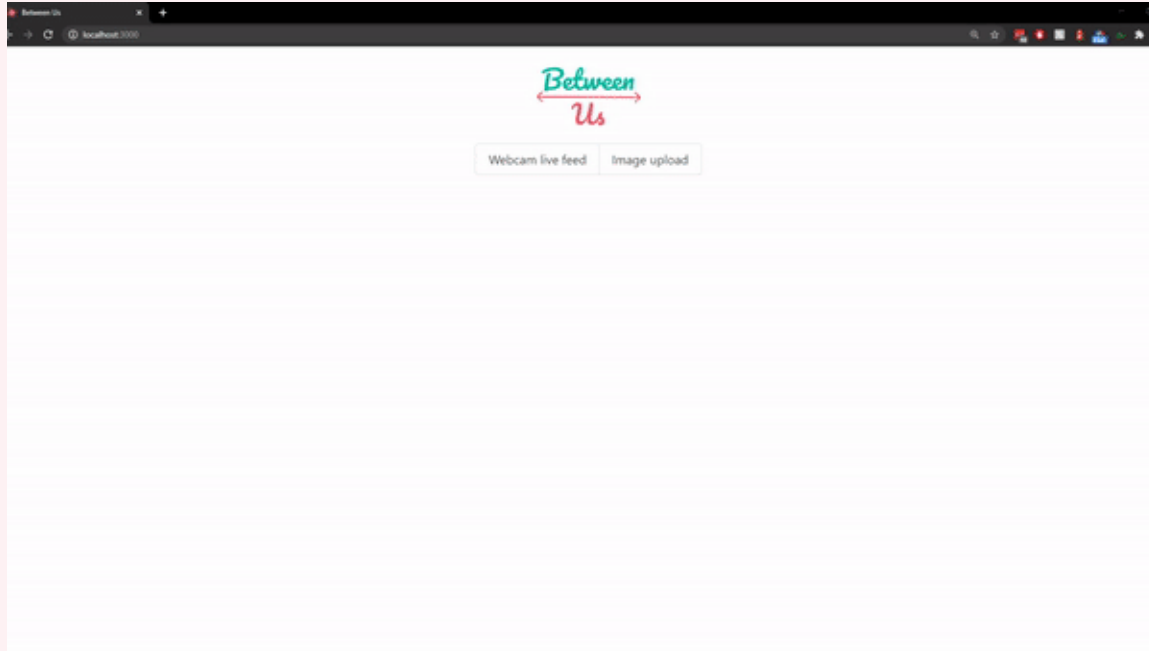 Between Us
localhost:3000
Between
Us
Webcam live feed
Image upload